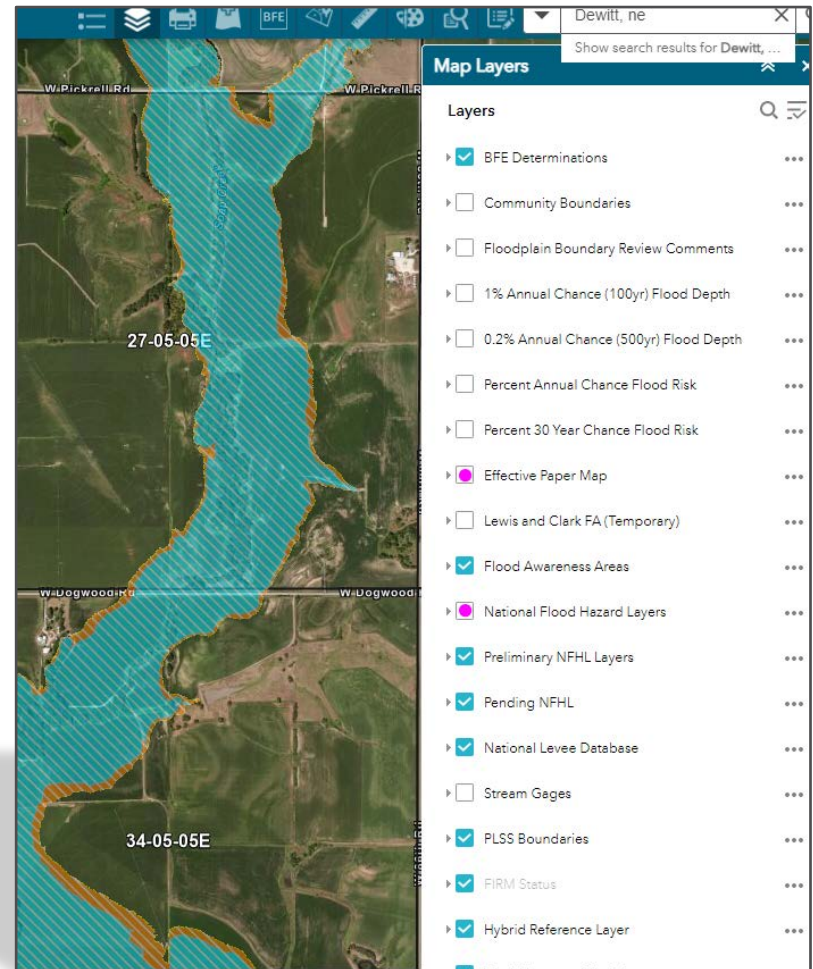 BFE
Dewitt, ne
Show search results for Dewitt, ...
Map Layers
Layers
BFE Determinations
Community Boundaries
Floodplain Boundary Review Comments
1% Annual Chance (100yr) Flood Depth
0.2% Annual Chance (500yr) Flood Depth
Percent Annual Chance Flood Risk
Percent 30 Year Chance Flood Risk
Effective Paper Map
Lewis and Clark FA (Temporary)
Flood Awareness Areas
National Flood Hazard Layers
Preliminary NFHL Layers
Pending NFHL
National Levee Database
Stream Gages
PLSS Boundaries
FIRM Status
Hybrid Reference Layer
W Pickrell Rd
W Pickrell R
27-05-05E
W Dogwood Rd
W Dogwood
34-05-05E